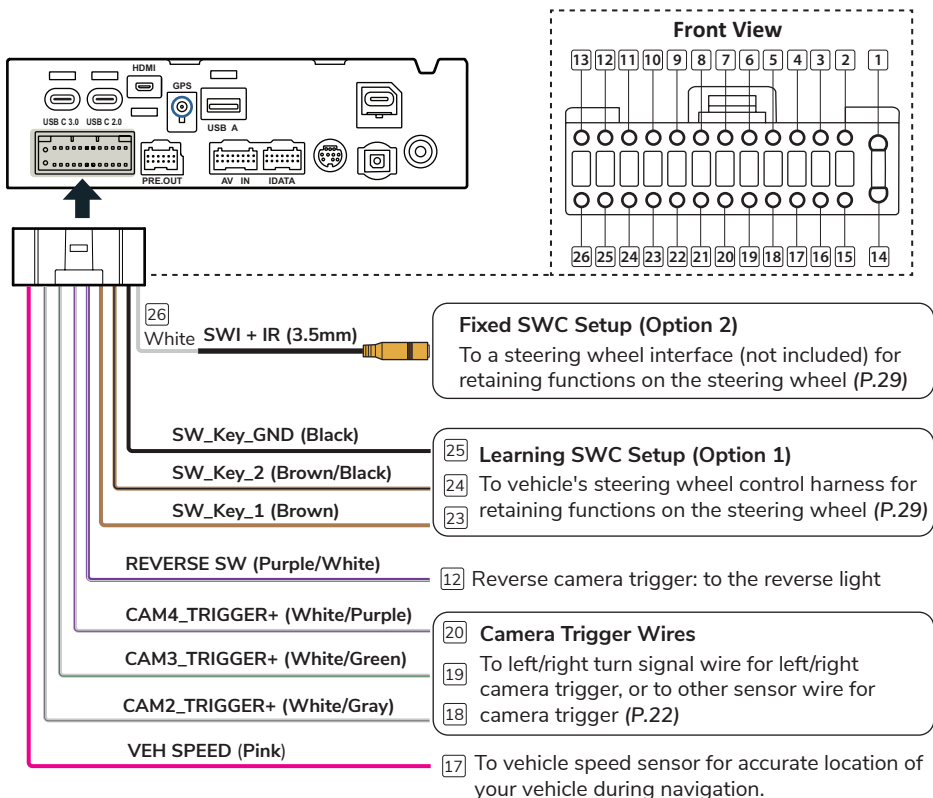 Front View
13 12 11 10 9 8 7 6 5 4 3 2 1
26 25 24 23 22 21 20 19 18 17 16 15 14
HDMI
GPS
USB C 3.0 USB C 2.0
USB A
PRE.OUT
AV IN
IDATA
26
White
SWI + IR (3.5mm)
Fixed SWC Setup (Option 2)
To a steering wheel interface (not included) for
retaining functions on the steering wheel (P.29)
SW_Key_GND (Black)
SW_Key_2 (Brown/Black)
SW_Key_1 (Brown)
25
24
23
Learning SWC Setup (Option 1)
To vehicle's steering wheel control harness for
retaining functions on the steering wheel (P.29)
REVERSE SW (Purple/White)
12 Reverse camera trigger: to the reverse light
CAM4_TRIGGER+ (White/Purple)
CAM3_TRIGGER+ (White/Green)
CAM2_TRIGGER+ (White/Gray)
20
19
18
Camera Trigger Wires
To left/right turn signal wire for left/right
camera trigger, or to other sensor wire for
camera trigger (P.22)
VEH SPEED (Pink)
17 To vehicle speed sensor for accurate location of
your vehicle during navigation.